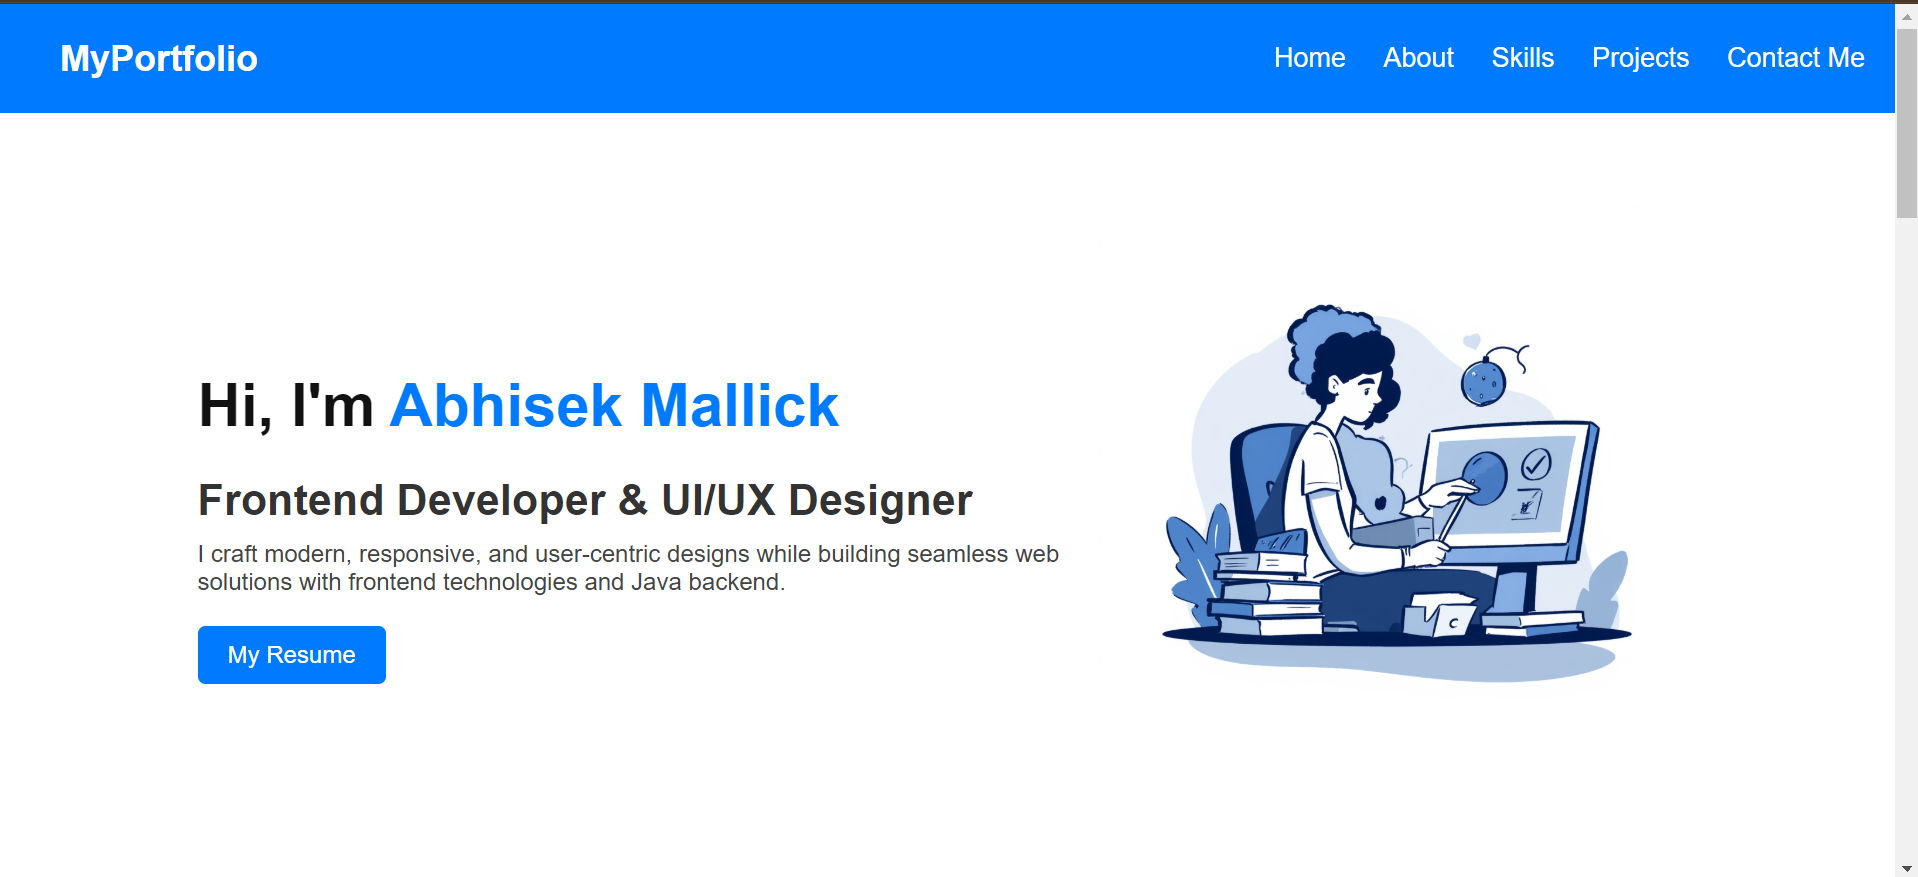 MyPortfolio
Home About Skills Projects Contact Me
Hi, I'm Abhisek Mallick
Frontend Developer & UI/UX Designer
I craft modern, responsive, and user-centric designs while building seamless web
solutions with frontend technologies and Java backend.
My Resume
C